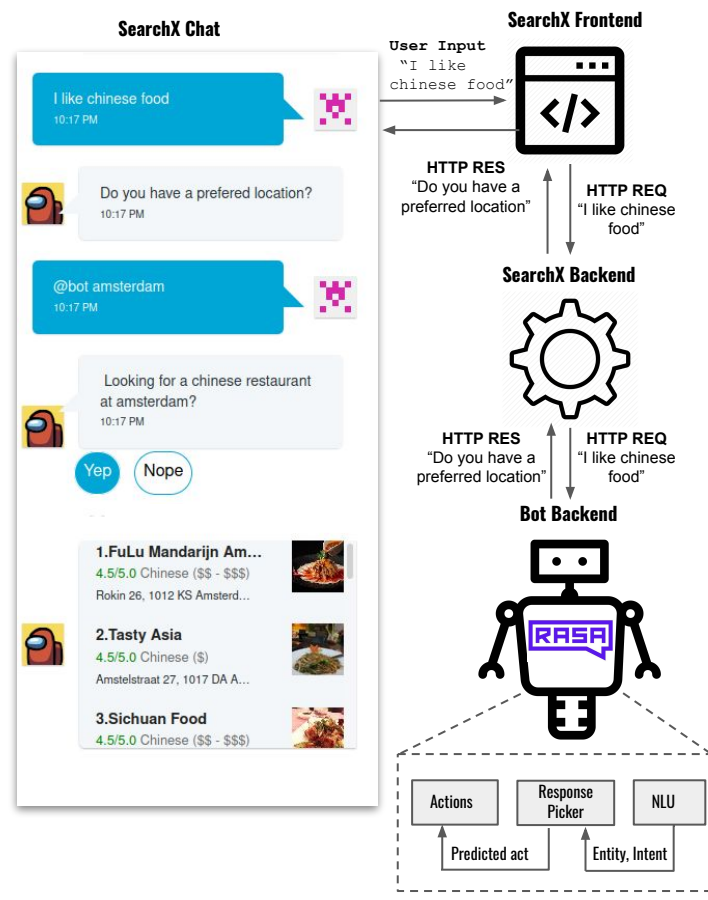 SearchX Chat
I like chinese food
10:17 PM
Do you have a prefered location?
10:17 PM
@bot amsterdam
10:17 PM
Looking for a chinese restaurant
at amsterdam?
10:17 PM
Yep
Nope
1.FuLu Mandarijn Am...
4.5/5.0 Chinese ($$ - $$$)
Rokin 26, 1012 KS Amsterd...
2.Tasty Asia
4.5/5.0 Chinese ($)
Amstelstraat 27, 1017 DA A...
3.Sichuan Food
4.5/5.0 Chinese ($$ - $$$)
SearchX Frontend
User Input
“I like
chinese food”
</>
HTTP RES
“Do you have a
preferred location”
HTTP REQ
“I like chinese
food”
SearchX Backend
HTTP RES
“Do you have a
preferred location”
HTTP REQ
“I like chinese
food”
Bot Backend
RASA
Actions
Response
Picker
NLU
Predicted act
Entity, Intent